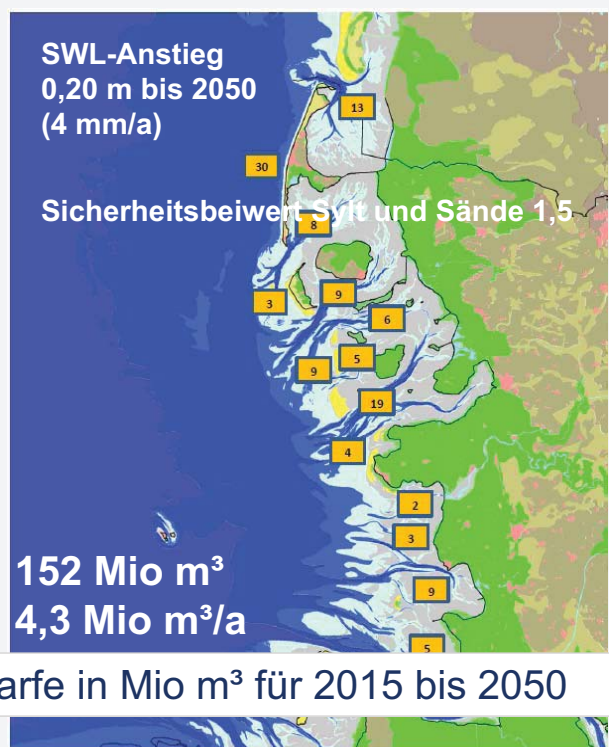 SWL-Anstieg
0,20 m bis 2050
(4 mm/a)
13
30
Sicherheitsbeiwert Sylt und Sände 1,5
8
9
3
6
5
9
19
4
2
3
152 Mio m³
9
4,3 Mio m³/a
5
arfe in Mio m³ für 2015 bis 2050